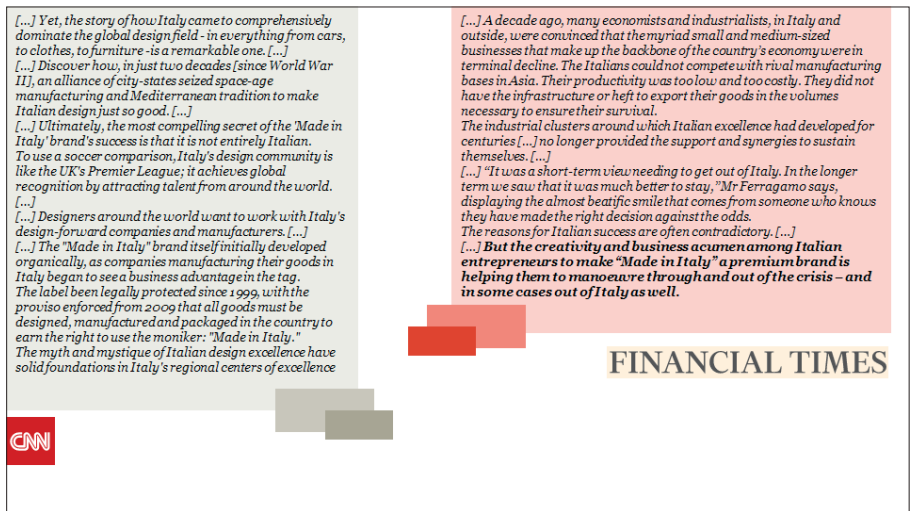 [...] Yet, the story of how Italy came to comprehensively
dominate the global design field - in everything from cars,
to clothes, to furniture -is a remarkable one. [...]
[...] Discover how, in just two decades [since World War
II], an alliance of city-states seized space-age
manufacturing and Mediterranean tradition to make
Italian design just so good. [...]
[...] Ultimately, the most compelling secret of the 'Made in
Italy' brand's success is that it is not entirely Italian.
To use a soccer comparison, Italy's design community is
like the UK's Premier League; it achieves global
recognition by attracting talent from around the world.
[...]
[...] Designers around the world want to work with Italy's
design-forward companies and manufacturers. [...]
[...] The "Made in Italy" brand itself initially developed
organically, as companies manufacturing their goods in
Italy began to see a business advantage in the tag.
The label been legally protected since 1999, with the
proviso enforced from 2009 that all goods must be
designed, manufactured and packaged in the country to
earn the right to use the moniker: "Made in Italy."
The myth and mystique of Italian design excellence have
solid foundations in Italy's regional centers of excellence
CNN
[...] A decade ago, many economists and industrialists, in Italy and
outside, were convinced that the myriad small and medium-sized
businesses that make up the backbone of the country's economy were in
terminal decline. The Italians could not compete with rival manufacturing
bases in Asia. Their productivity was too low and too costly. They did not
have the infrastructure or heft to export their goods in the volumes
necessary to ensure their survival.
The industrial clusters around which Italian excellence had developed for
centuries [...] no longer provided the support and synergies to sustain
themselves. [...]
[...] “It was a short-term view needing to get out of Italy. In the longer
term we saw that it was much better to stay,” Mr Ferragamo says,
displaying the almost beatific smile that comes from someone who knows
they have made the right decision against the odds.
The reasons for Italian success are often contradictory. [...]
[...] But the creativity and business acumen among Italian
entrepreneurs to make “Made in Italy” a premium brand is
helping them to manoeuvre through and out of the crisis – and
in some cases out of Italy as well.
FINANCIAL TIMES